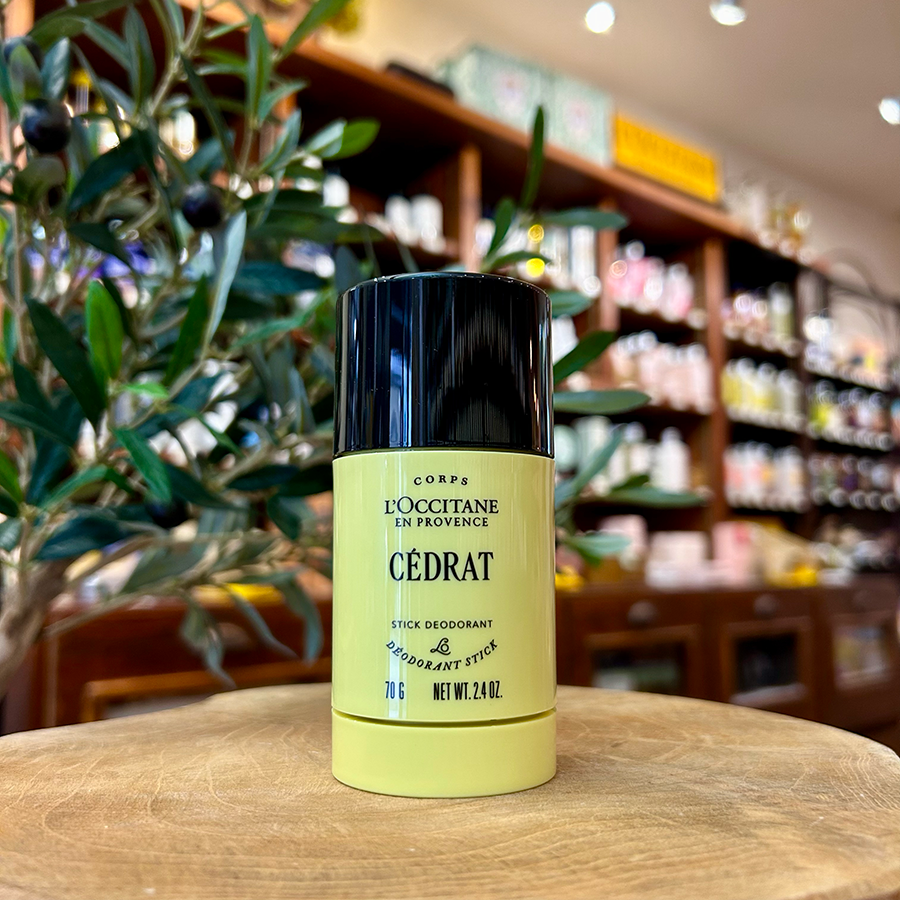 CORPS
L'OCCITANE
EN PROVENCE
CÉDRAT
STICK DEODORANT
Lo
DÉODORANT STICK
70 G NET WT. 2.4 OZ.